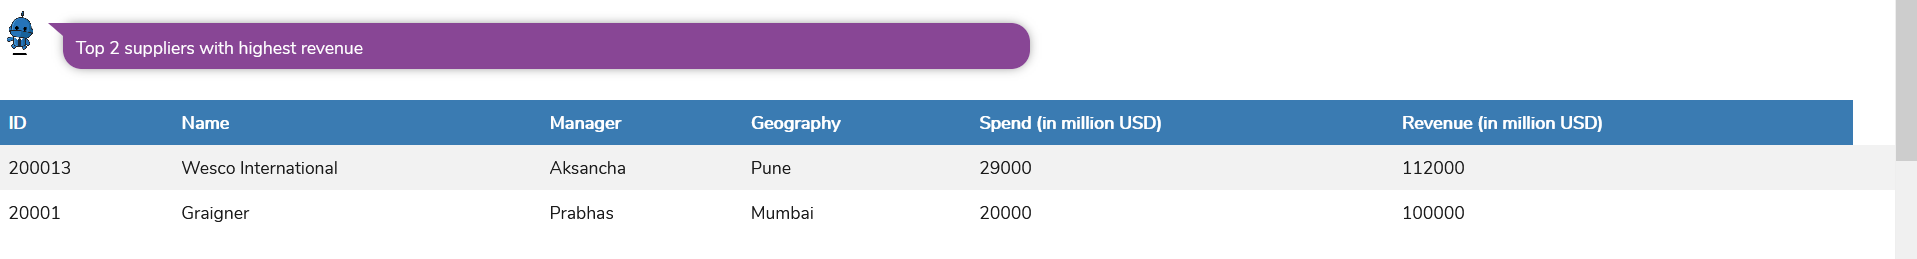 Top 2 suppliers with highest revenue
ID Name Manager Geography Spend (in million USD) Revenue (in million USD)
200013 Wesco International Aksancha Pune 29000 112000
20001 Graigner Prabhas Mumbai 20000 100000